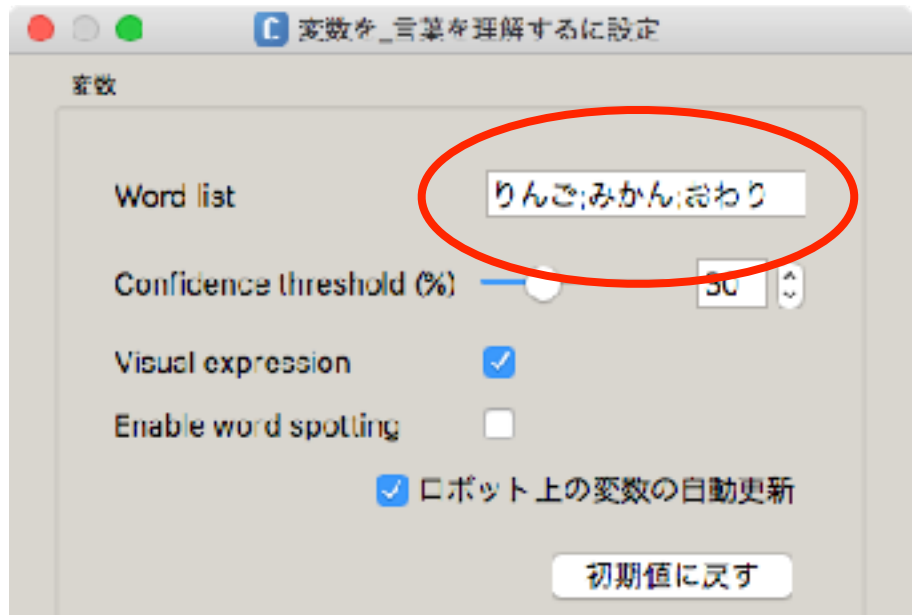 変数を_言葉を理解するに設定
変数
Word list りんご;みかん;おわり
Confidence threshold (%) 30
Visual expression
Enable word spotting
ロボット上の変数の自動更新
初期値に戻す